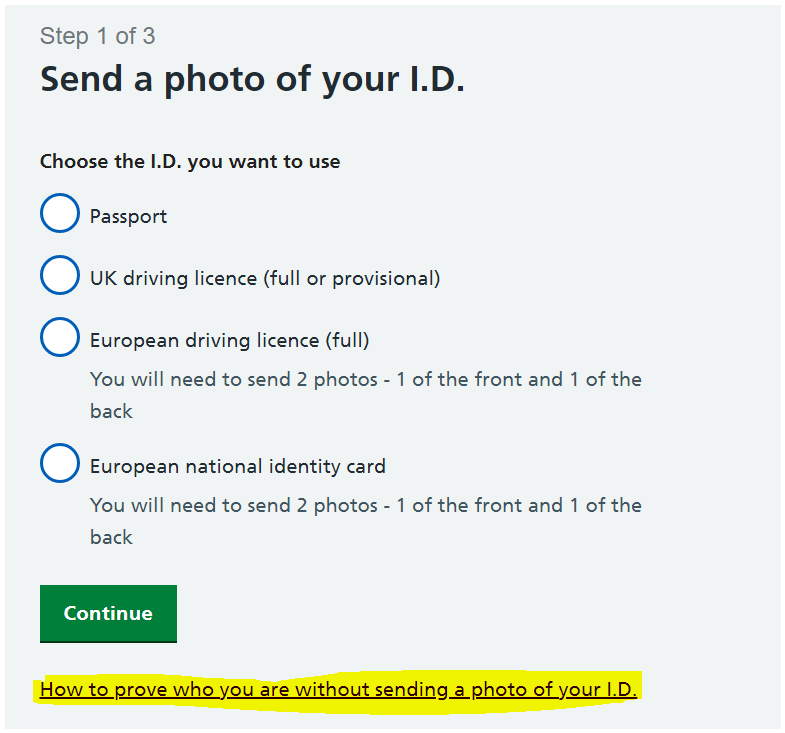 Step 1 of 3
Send a photo of your I.D.
Choose the I.D. you want to use
Passport
UK driving licence (full or provisional)
European driving licence (full)
You will need to send 2 photos - 1 of the front and 1 of the
back
European national identity card
You will need to send 2 photos - 1 of the front and 1 of the
back
Continue
How to prove who you are without sending a photo of your I.D.